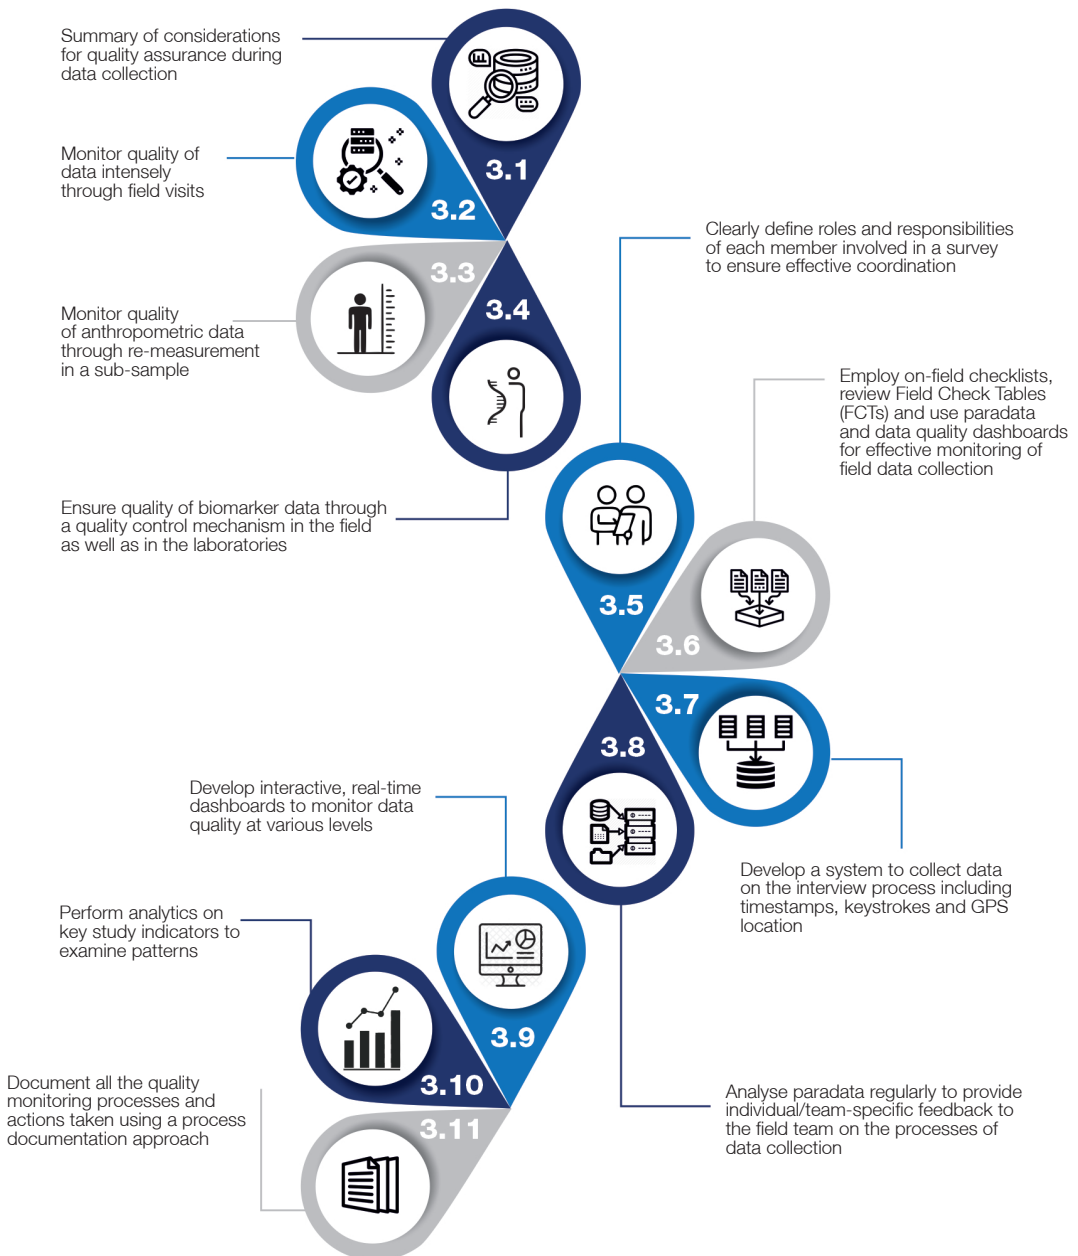 Summary of considerations
for quality assurance during
data collection
3.1
Monitor quality of
data intensely
through field visits
3.2
3.3
Monitor quality
of anthropometric data
through re-measurement
in a sub-sample
3.4
Ensure quality of biomarker data through
a quality control mechanism in the field
as well as in the laboratories
Clearly define roles and responsibilities
of each member involved in a survey
to ensure effective coordination
3.5
Employ on-field checklists,
review Field Check Tables
(FCTs) and use paradata
and data quality dashboards
for effective monitoring of
field data collection
3.6
3.7
Develop a system to collect data
on the interview process including
timestamps, keystrokes and GPS
location
3.8
Analyse paradata regularly to provide
individual/team-specific feedback to
the field team on the processes of
data collection
Develop interactive, real-time
dashboards to monitor data
quality at various levels
3.9
Perform analytics on
key study indicators to
examine patterns
3.10
3.11
Document all the quality
monitoring processes and
actions taken using a process
documentation approach